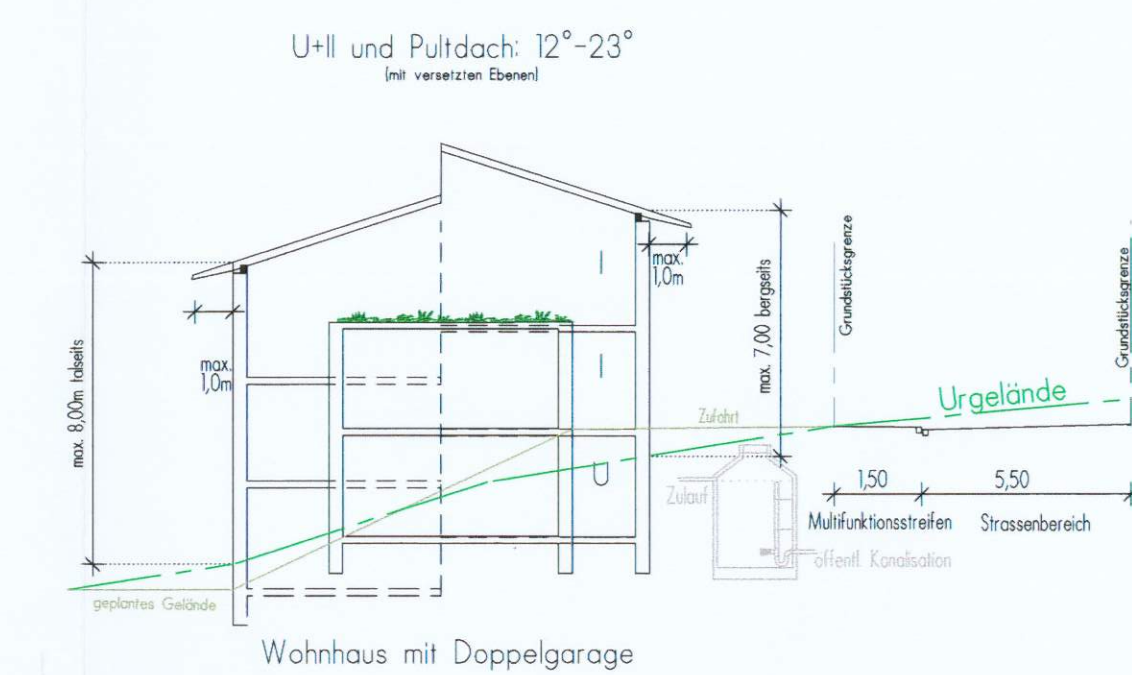 U+II und Pultdach: 12°-23°
(mit versetzten Ebenen)
max. 8,00m talseits
max.
1,0m
I
I
U
max.
1,0m
max. 7,00 bergseits
Grundstücksgrenze
Grundstücksgrenze
Urgelände
Zufahrt
Zulauf
1,50
5,50
Multifunktionsstreifen
Strassenbereich
öffentl. Kanalisation
geplantes Gelände
Wohnhaus mit Doppelgarage